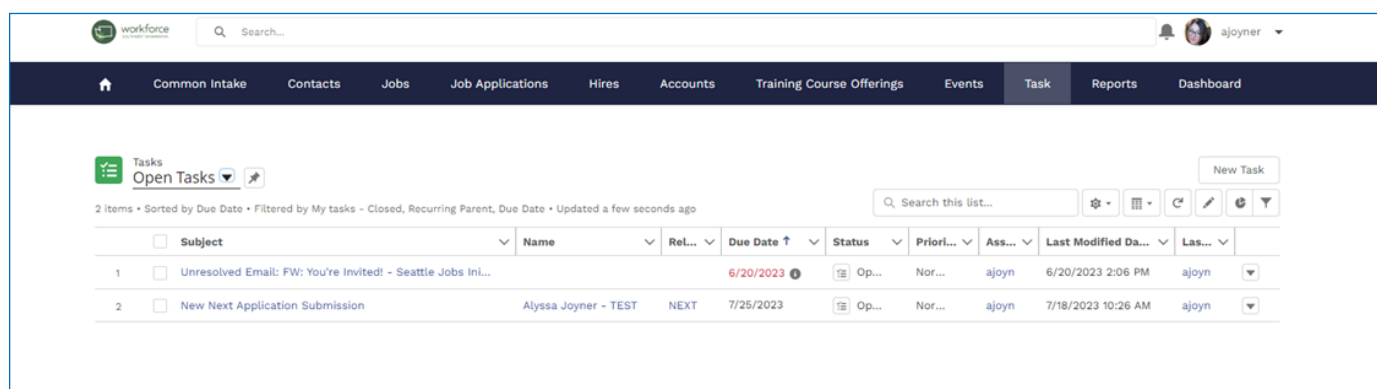 workforce
Search...
ajoyner
Common Intake Contacts Jobs Job Applications Hires Accounts Training Course Offerings Events Task Reports Dashboard
Tasks
Open Tasks
New Task
2 items • Sorted by Due Date • Filtered by My tasks - Closed, Recurring Parent, Due Date • Updated a few seconds ago
Search this list...
Subject Name Rel... Due Date Status Priori... Ass... Last Modified Da... Las...
1 Unresolved Email: FW: You're Invited! - Seattle Jobs Ini... 6/20/2023 Op... Nor... ajoyn 6/20/2023 2:06 PM ajoyn
2 New Next Application Submission Alyssa Joyner - TEST NEXT 7/25/2023 Op... Nor... ajoyn 7/18/2023 10:26 AM ajoyn